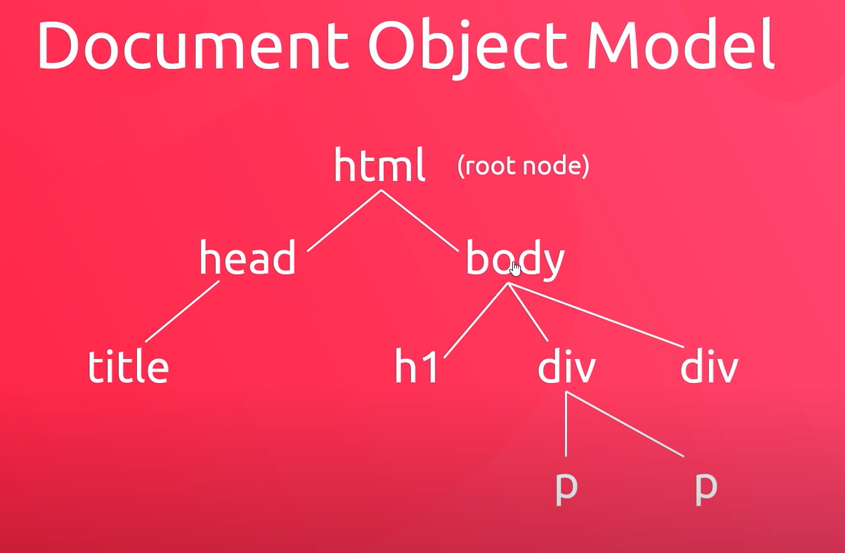 Document Object Model
html (root node)
head body
title h1 div div
p p